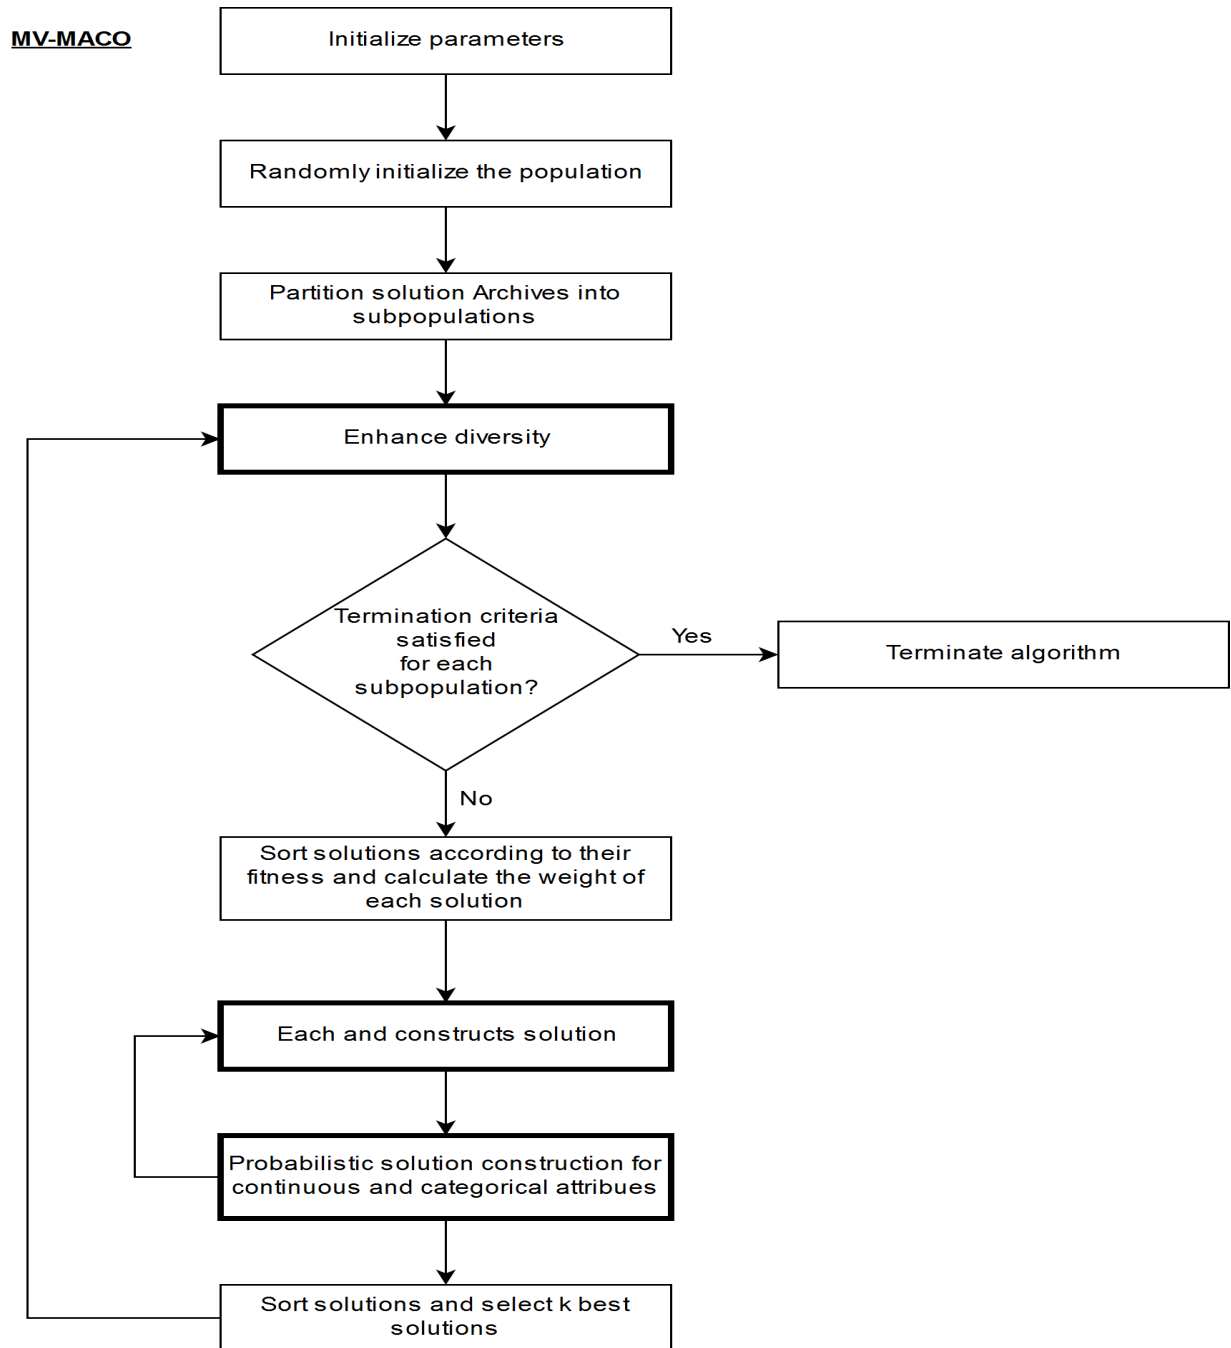 MV-MACO
Initialize parameters
Randomly initialize the population
Partition solution Archives into
subpopulations
Enhance diversity
Termination criteria
satisfied
for each
subpopulation?
Yes
Terminate algorithm
No
Sort solutions according to their
fitness and calculate the weight of
each solution
Each and constructs solution
Probabilistic solution construction for
continuous and categorical attribues
Sort solutions and select k best
solutions